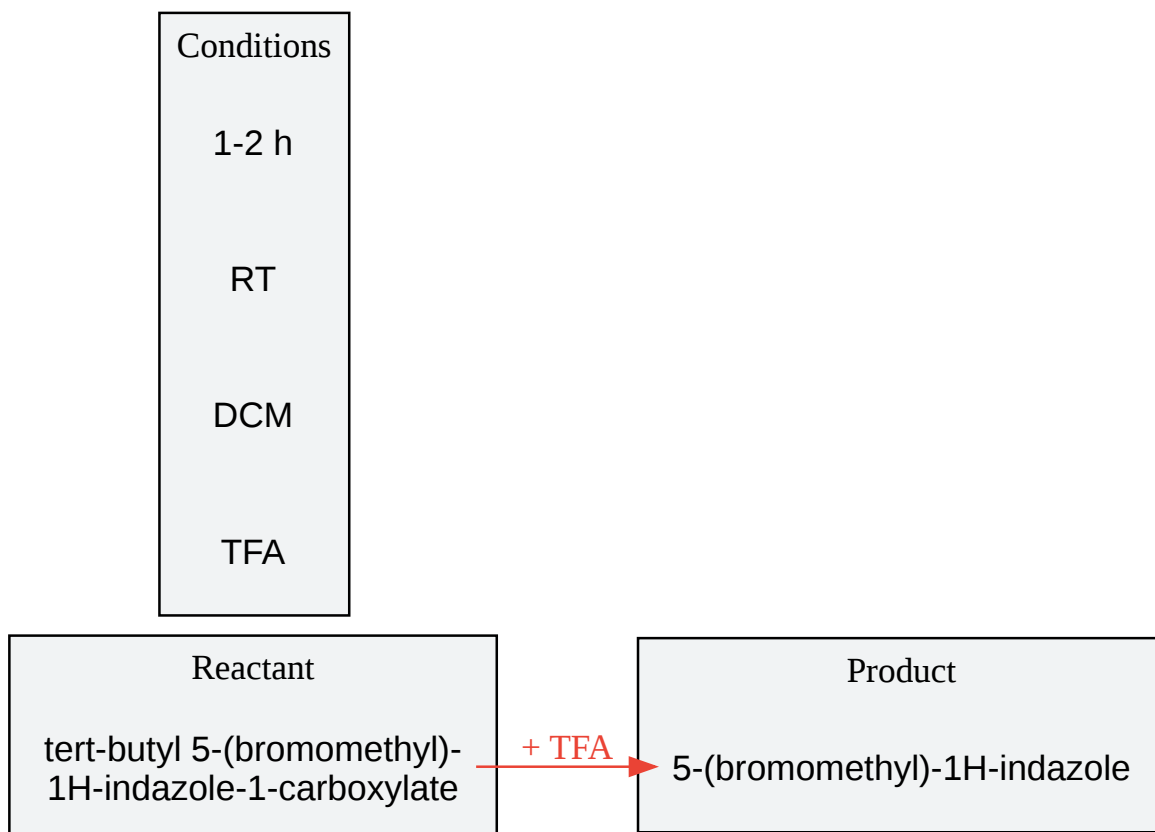 Conditions
1-2 h
RT
DCM
TFA
Reactant
tert-butyl 5-(bromomethyl)-
1H-indazole-1-carboxylate
+ TFA
Product
5-(bromomethyl)-1H-indazole